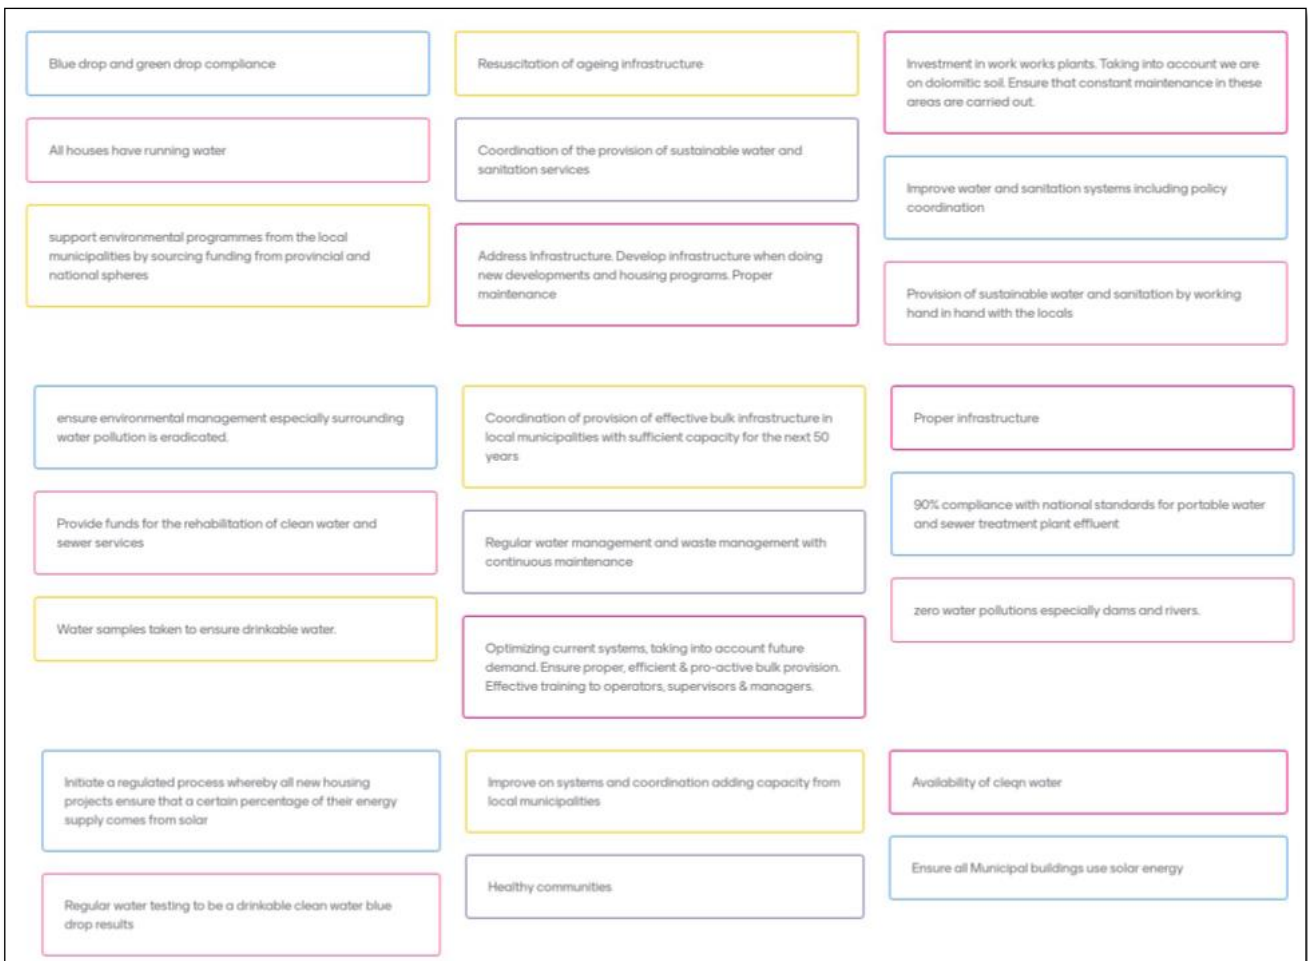 Blue drop and green drop compliance
All houses have running water
support environmental programmes from the local
municipalities by sourcing funding from provincial and
national spheres
Resuscitation of ageing infrastructure
Coordination of the provision of sustainable water and
sanitation services
Address Infrastructure. Develop infrastructure when doing
new developments and housing programs. Proper
maintenance
Investment in work works plants. Taking into account we are
on dolomitic soil. Ensure that constant maintenance in these
areas are carried out.
Improve water and sanitation systems including policy
coordination
Provision of sustainable water and sanitation by working
hand in hand with the locals
ensure environmental management especially surrounding
water pollution is eradicated.
Provide funds for the rehabilitation of clean water and
sewer services
Water samples taken to ensure drinkable water.
Coordination of provision of effective bulk infrastructure in
local municipalities with sufficient capacity for the next 50
years
Regular water management and waste management with
continuous maintenance
Optimizing current systems, taking into account future
demand. Ensure proper, efficient & pro-active bulk provision.
Effective training to operators, supervisors & managers.
Proper infrastructure
90% compliance with national standards for portable water
and sewer treatment plant effluent
zero water pollutions especially dams and rivers.
Initiate a regulated process whereby all new housing
projects ensure that a certain percentage of their energy
supply comes from solar
Regular water testing to be a drinkable clean water blue
drop results
Improve on systems and coordination adding capacity from
local municipalities
Healthy communities
Availability of cleqn water
Ensure all Municipal buildings use solar energy